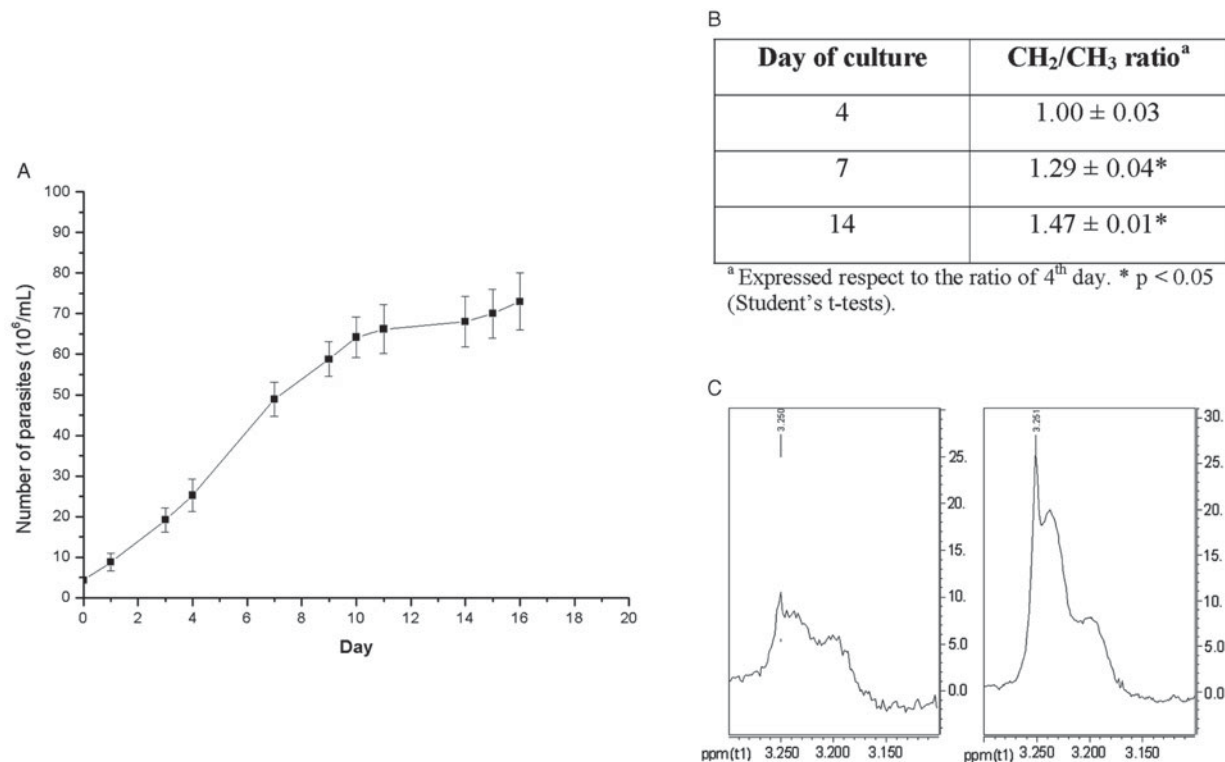 A
Number of parasites (10⁶/mL)
100
90
80
70
60
50
40
30
20
10
0
0 2 4 6 8 10 12 14 16 18 20
Day
B
Day of culture CH₂/CH₃ ratioᵃ
4 1.00 ± 0.03
7 1.29 ± 0.04*
14 1.47 ± 0.01*
ᵃ Expressed respect to the ratio of 4ᵗʰ day. * p < 0.05
(Student's t-tests).
C
3.250
25.
20.
15.
10.
5.0
0.0
ppm(t1) 3.250 3.200 3.150
3.251
30.
25.
20.
15.
10.
5.0
0.0
ppm(t1) 3.250 3.200 3.150